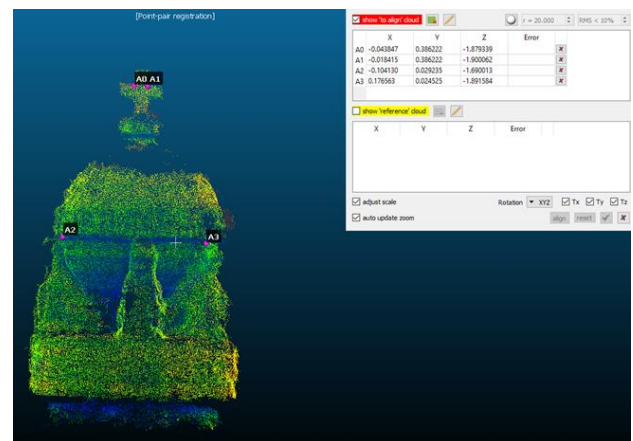 [Point-pair registration]
A0 A1
A2
A3
show 'to align' cloud r = 20.000 RMS < 10%
X Y Z Error
A0 -0.043847 0.386222 -1.879339
A1 -0.018415 0.386222 -1.900062
A2 -0.104130 0.029235 -1.690013
A3 0.176563 0.024525 -1.891584
show 'reference' cloud
X Y Z Error
adjust scale Rotation XYZ Tx Ty Tz
auto update zoom align reset